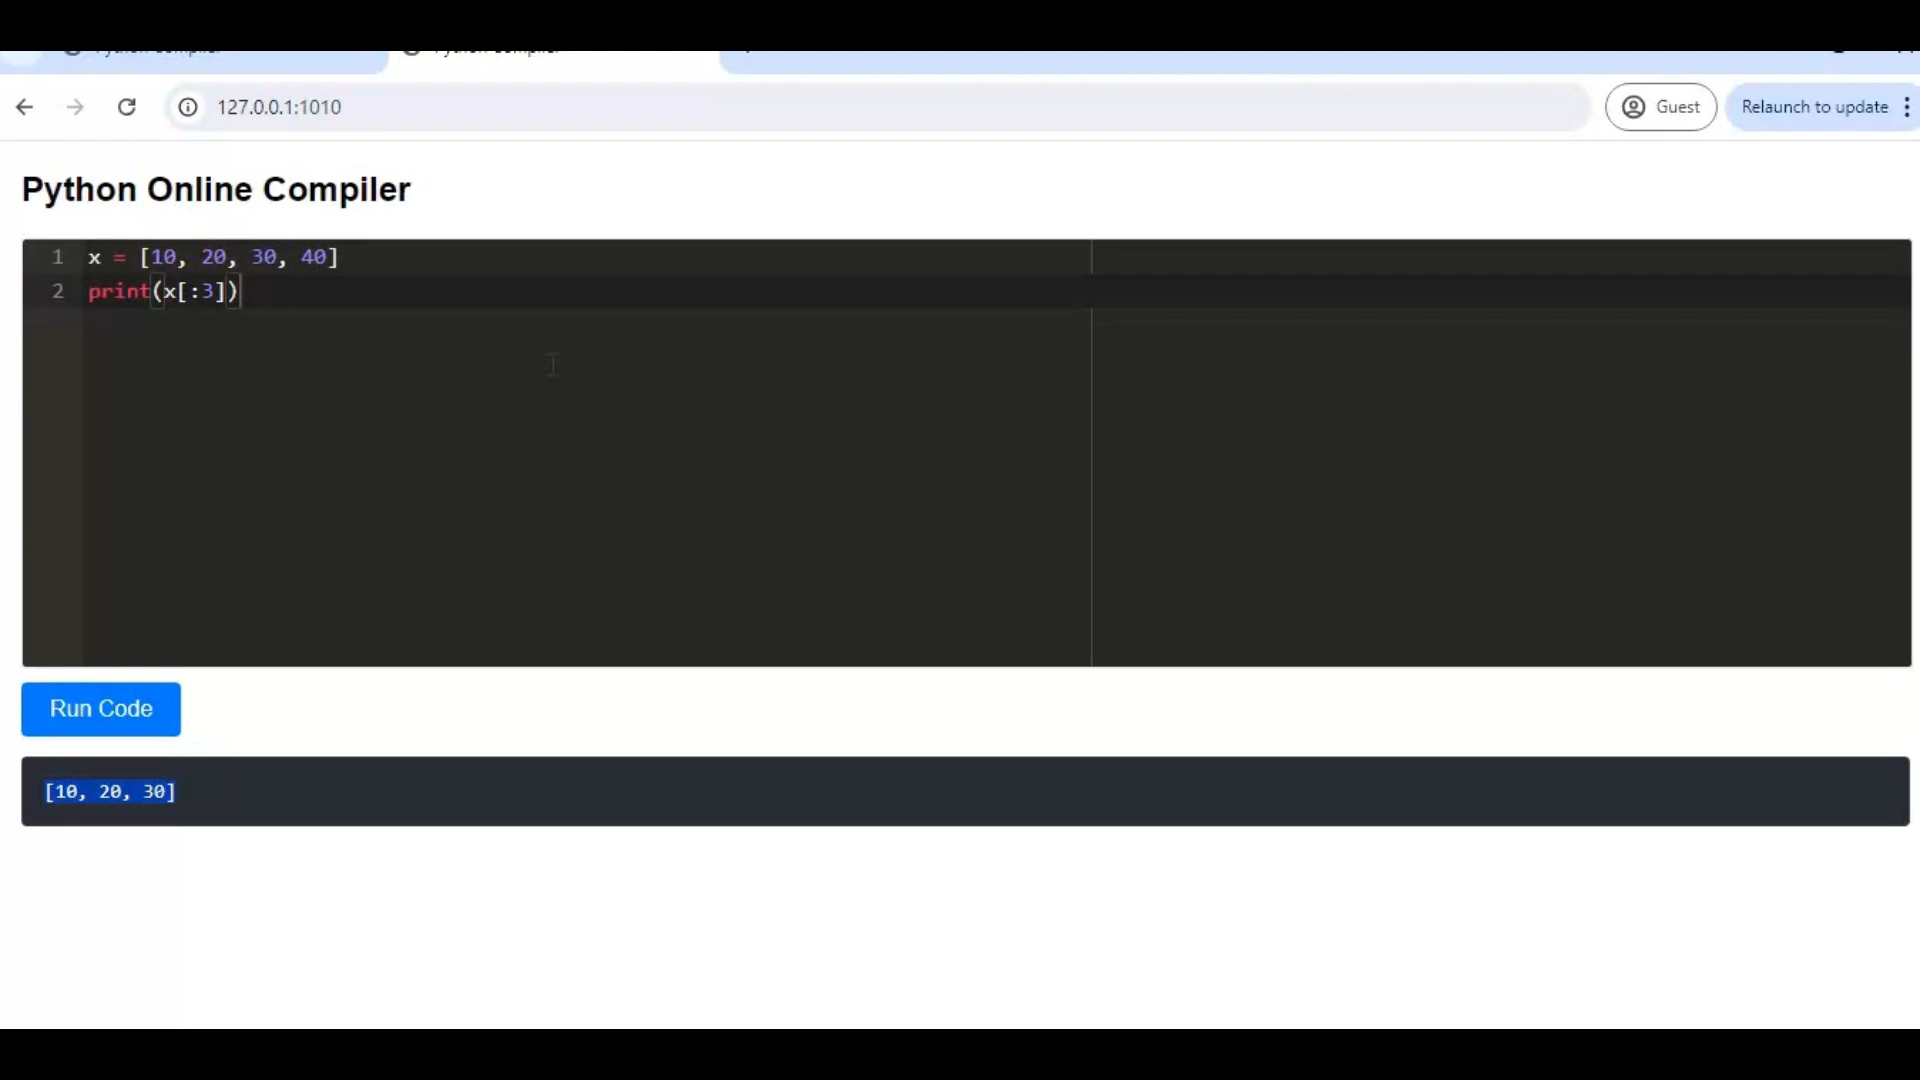 127.0.0.1:1010
Guest
Relaunch to update
Python Online Compiler
1 x = [10, 20, 30, 40]
2 print(x[:3])
Run Code
[10, 20, 30]